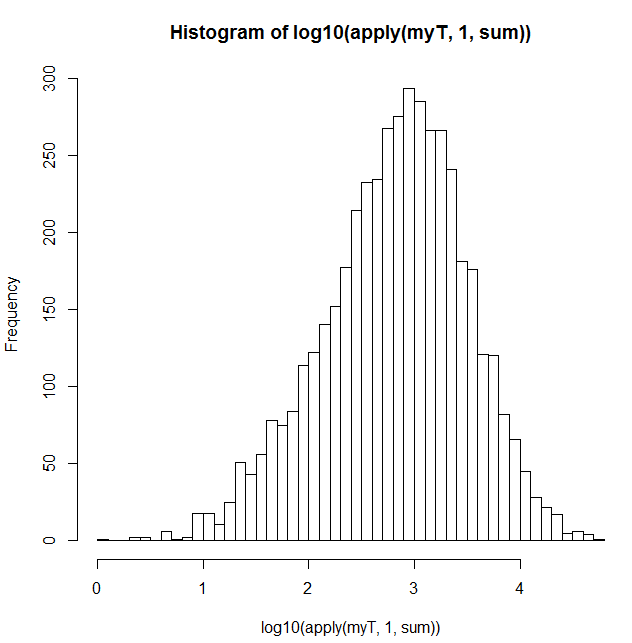 Histogram of log10(apply(myT, 1, sum))
300
250
200
150
100
50
0
Frequency
0 1 2 3 4
log10(apply(myT, 1, sum))